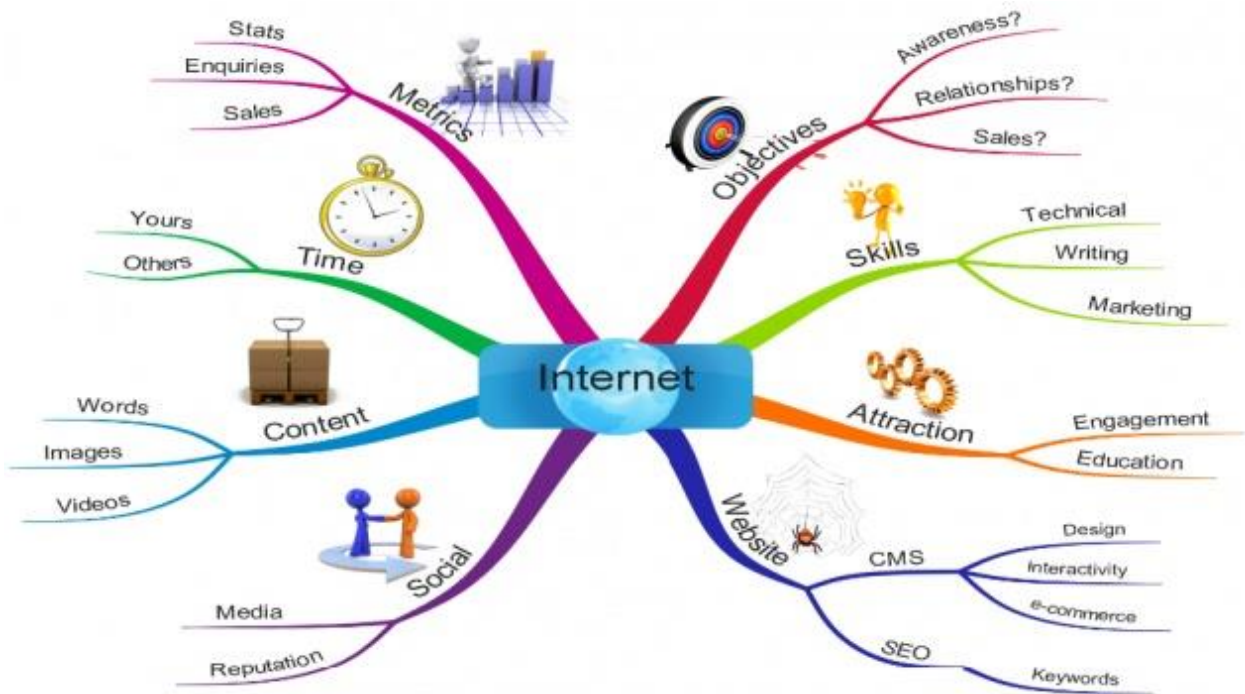 Internet
Objectives
Awareness?
Relationships?
Sales?
Skills
Technical
Writing
Marketing
Attraction
Engagement
Education
Website
CMS
Design
Interactivity
e-commerce
SEO
Keywords
Social
Media
Reputation
Content
Words
Images
Videos
Time
Yours
Others
Metrics
Stats
Enquiries
Sales